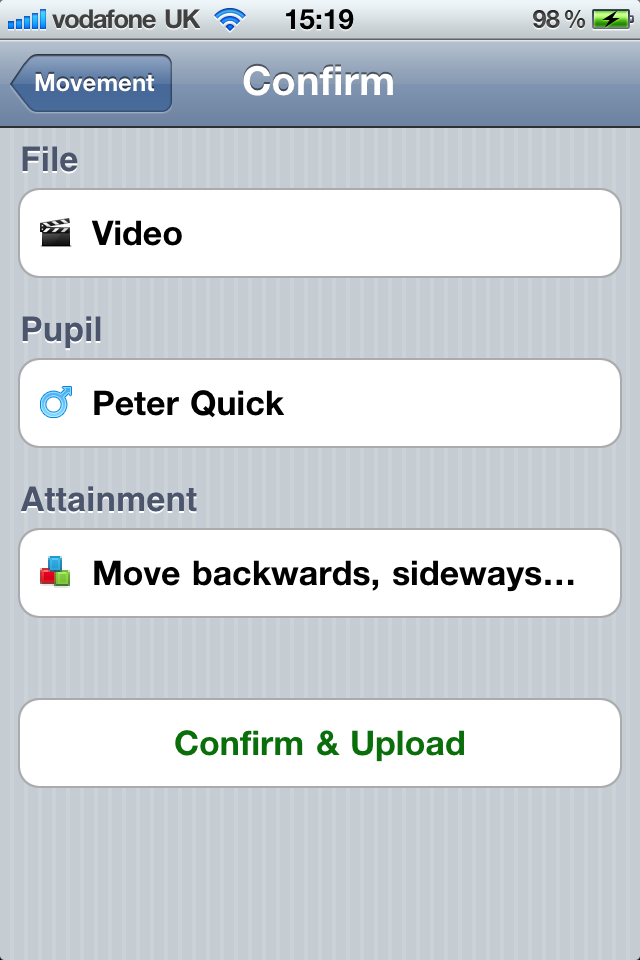 vodafone UK 15:19 98 %
Movement Confirm
File
Video
Pupil
Peter Quick
Attainment
Move backwards, sideways...
Confirm & Upload